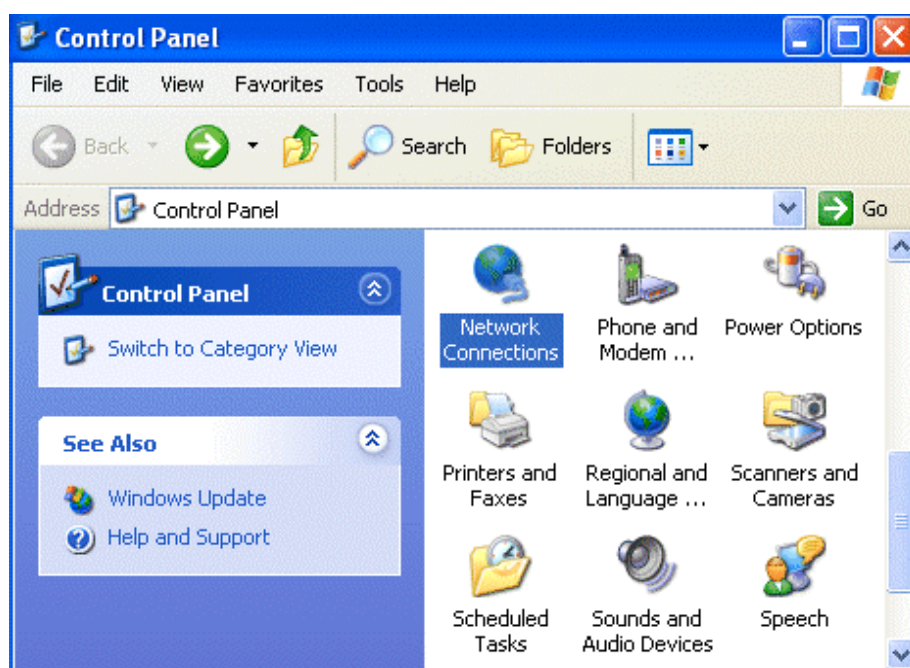 Control Panel
File Edit View Favorites Tools Help
Back Search Folders
Address Control Panel Go
Control Panel
Switch to Category View
See Also
Windows Update
Help and Support
Network
Connections
Phone and
Modem ...
Power Options
Printers and
Faxes
Regional and
Language ...
Scanners and
Cameras
Scheduled
Tasks
Sounds and
Audio Devices
Speech